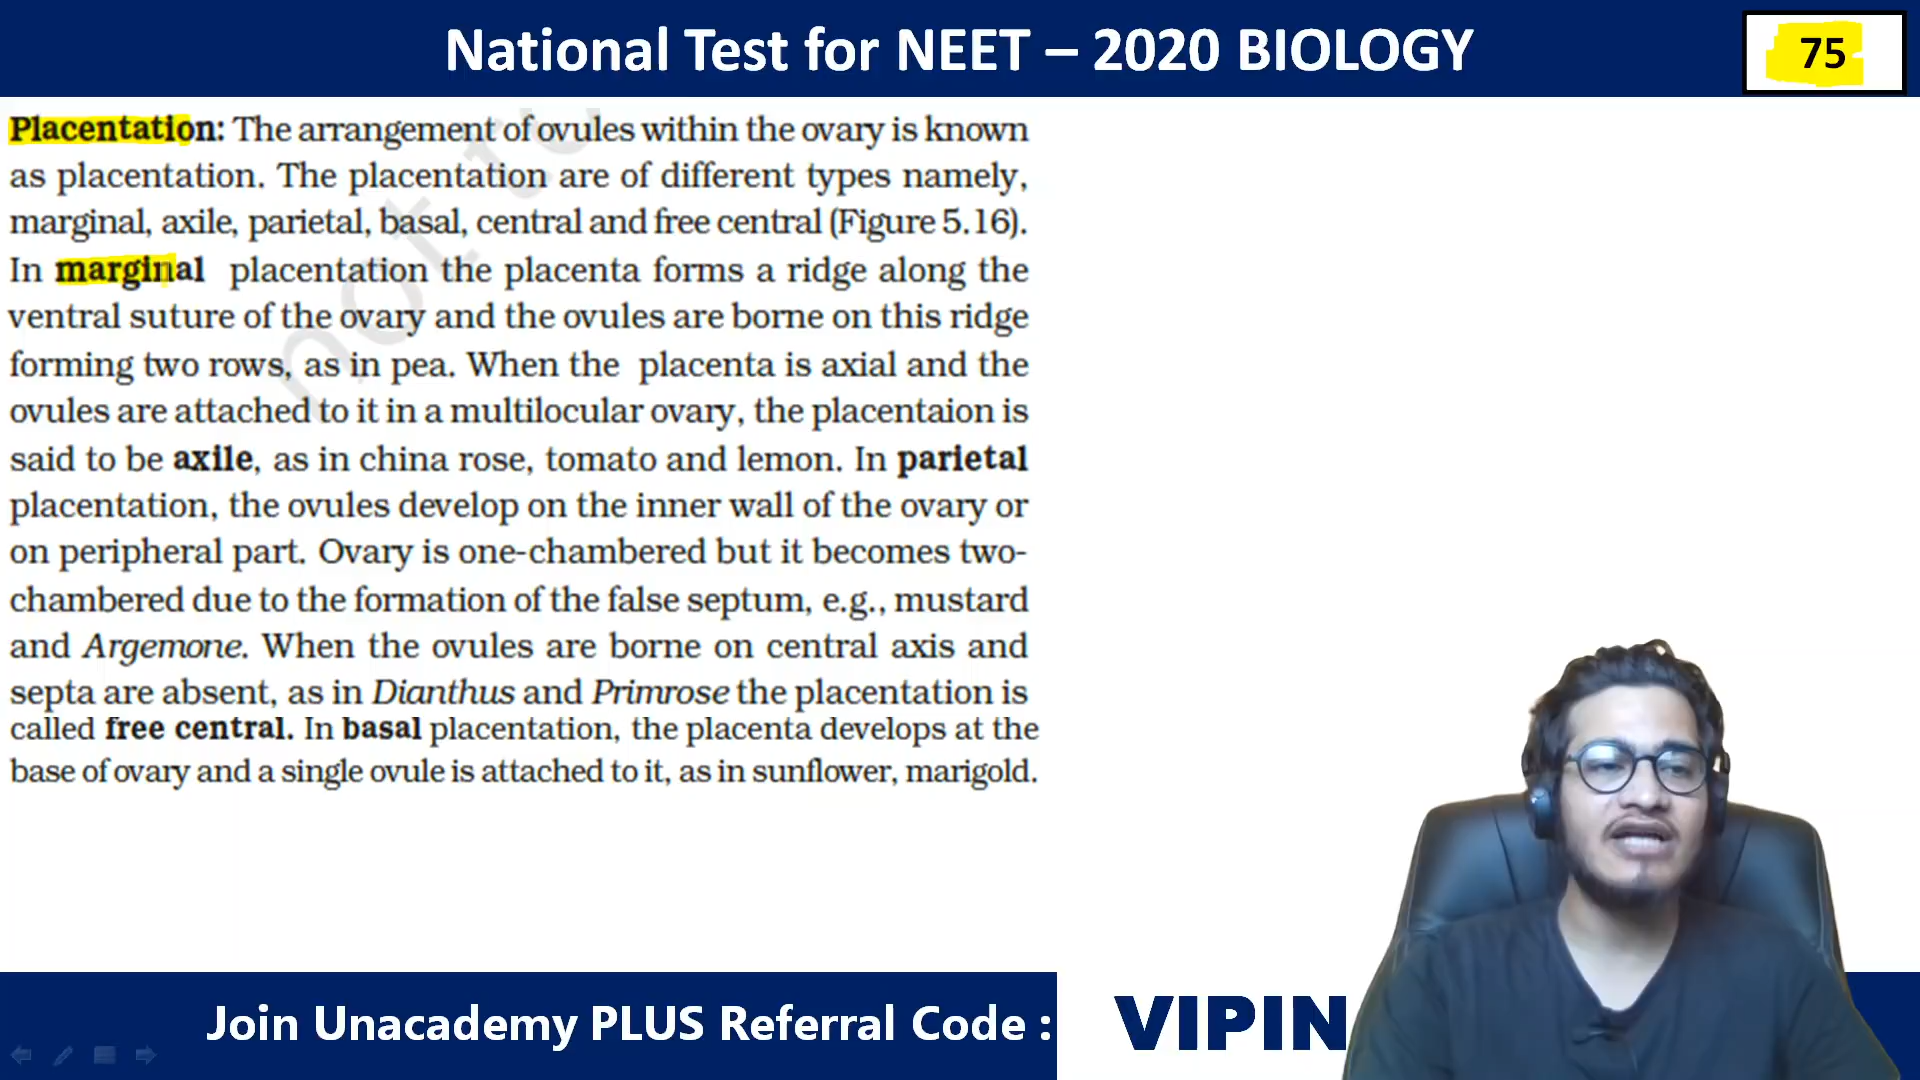 National Test for NEET – 2020 BIOLOGY
75
Placentation: The arrangement of ovules within the ovary is known
as placentation. The placentation are of different types namely,
marginal, axile, parietal, basal, central and free central (Figure 5.16).
In marginal placentation the placenta forms a ridge along the
ventral suture of the ovary and the ovules are borne on this ridge
forming two rows, as in pea. When the placenta is axial and the
ovules are attached to it in a multilocular ovary, the placentaion is
said to be axile, as in china rose, tomato and lemon. In parietal
placentation, the ovules develop on the inner wall of the ovary or
on peripheral part. Ovary is one-chambered but it becomes two-
chambered due to the formation of the false septum, e.g., mustard
and Argemone. When the ovules are borne on central axis and
septa are absent, as in Dianthus and Primrose the placentation is
called free central. In basal placentation, the placenta develops at the
base of ovary and a single ovule is attached to it, as in sunflower, marigold.
not to
Join Unacademy PLUS Referral Code :
VIPIN